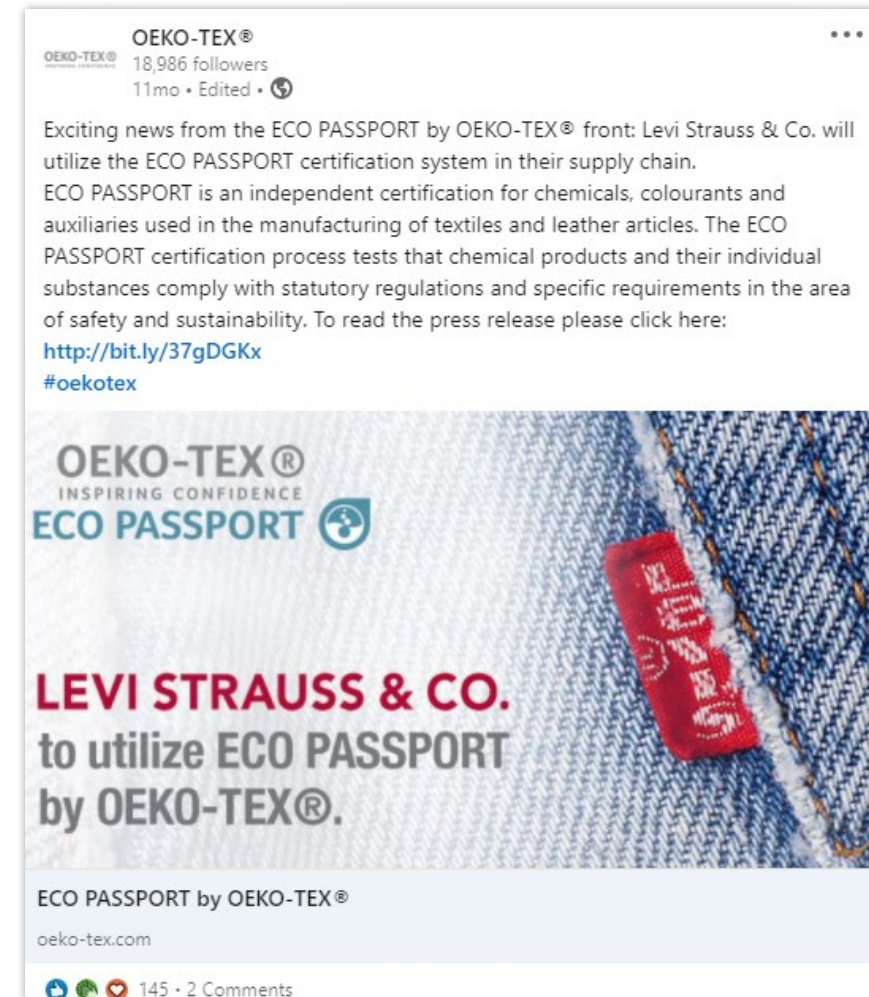 OEKO-TEX®
INSPIRING CONFIDENCE
OEKO-TEX®
18,986 followers
11mo • Edited •
Exciting news from the ECO PASSPORT by OEKO-TEX® front: Levi Strauss & Co. will
utilize the ECO PASSPORT certification system in their supply chain.
ECO PASSPORT is an independent certification for chemicals, colourants and
auxiliaries used in the manufacturing of textiles and leather articles. The ECO
PASSPORT certification process tests that chemical products and their individual
substances comply with statutory regulations and specific requirements in the area
of safety and sustainability. To read the press release please click here:
http://bit.ly/37gDGKx
#oekotex
OEKO-TEX®
INSPIRING CONFIDENCE
ECO PASSPORT
LEVI'S
LEVI STRAUSS & CO.
to utilize ECO PASSPORT
by OEKO-TEX®.
ECO PASSPORT by OEKO-TEX®
oeko-tex.com
145 • 2 Comments